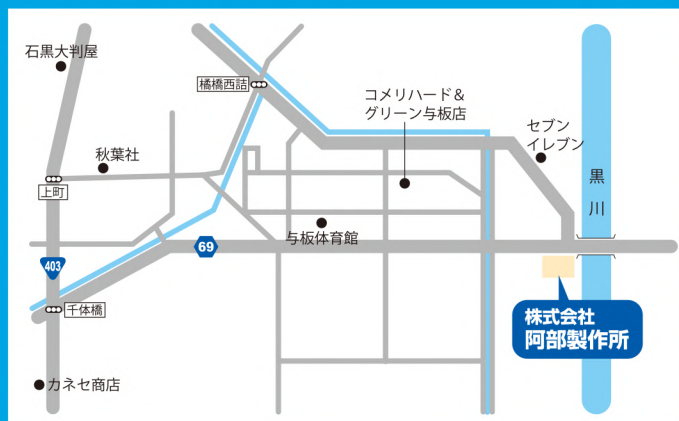 石黒大判屋
橘橋西詰
コメリハード＆
グリーン与板店
セブン
イレブン
秋葉社
上町
黒川
与板体育館
69
403
千体橋
株式会社
阿部製作所
カネセ商店